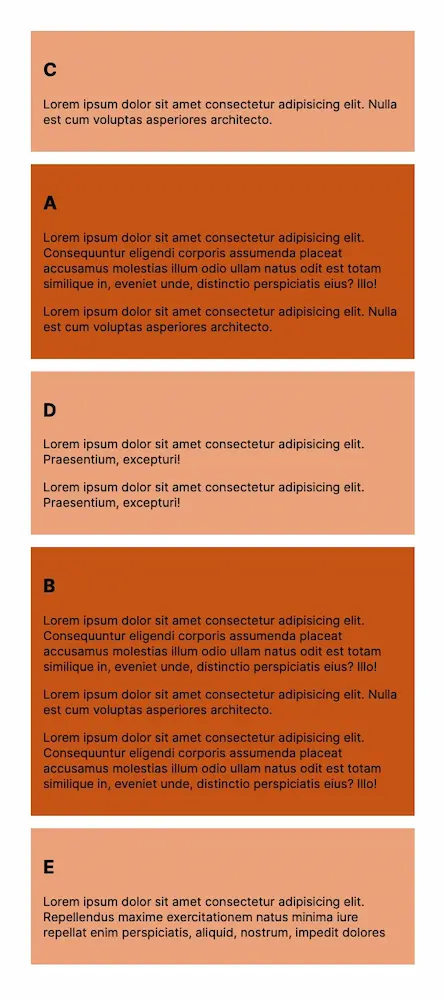 C
Lorem ipsum dolor sit amet consectetur adipisicing elit. Nulla
est cum voluptas asperiores architecto.
A
Lorem ipsum dolor sit amet consectetur adipisicing elit.
Consequuntur eligendi corporis assumenda placeat
accusamus molestias illum odio ullam natus odit est totam
similique in, eveniet unde, distinctio perspiciatis eius? Illo!
Lorem ipsum dolor sit amet consectetur adipisicing elit. Nulla
est cum voluptas asperiores architecto.
D
Lorem ipsum dolor sit amet consectetur adipisicing elit.
Praesentium, excepturi!
Lorem ipsum dolor sit amet consectetur adipisicing elit.
Praesentium, excepturi!
B
Lorem ipsum dolor sit amet consectetur adipisicing elit.
Consequuntur eligendi corporis assumenda placeat
accusamus molestias illum odio ullam natus odit est totam
similique in, eveniet unde, distinctio perspiciatis eius? Illo!
Lorem ipsum dolor sit amet consectetur adipisicing elit. Nulla
est cum voluptas asperiores architecto.
Lorem ipsum dolor sit amet consectetur adipisicing elit.
Consequuntur eligendi corporis assumenda placeat
accusamus molestias illum odio ullam natus odit est totam
similique in, eveniet unde, distinctio perspiciatis eius? Illo!
E
Lorem ipsum dolor sit amet consectetur adipisicing elit.
Repellendus maxime exercitationem natus minima iure
repellat enim perspiciatis, aliquid, nostrum, impedit dolores